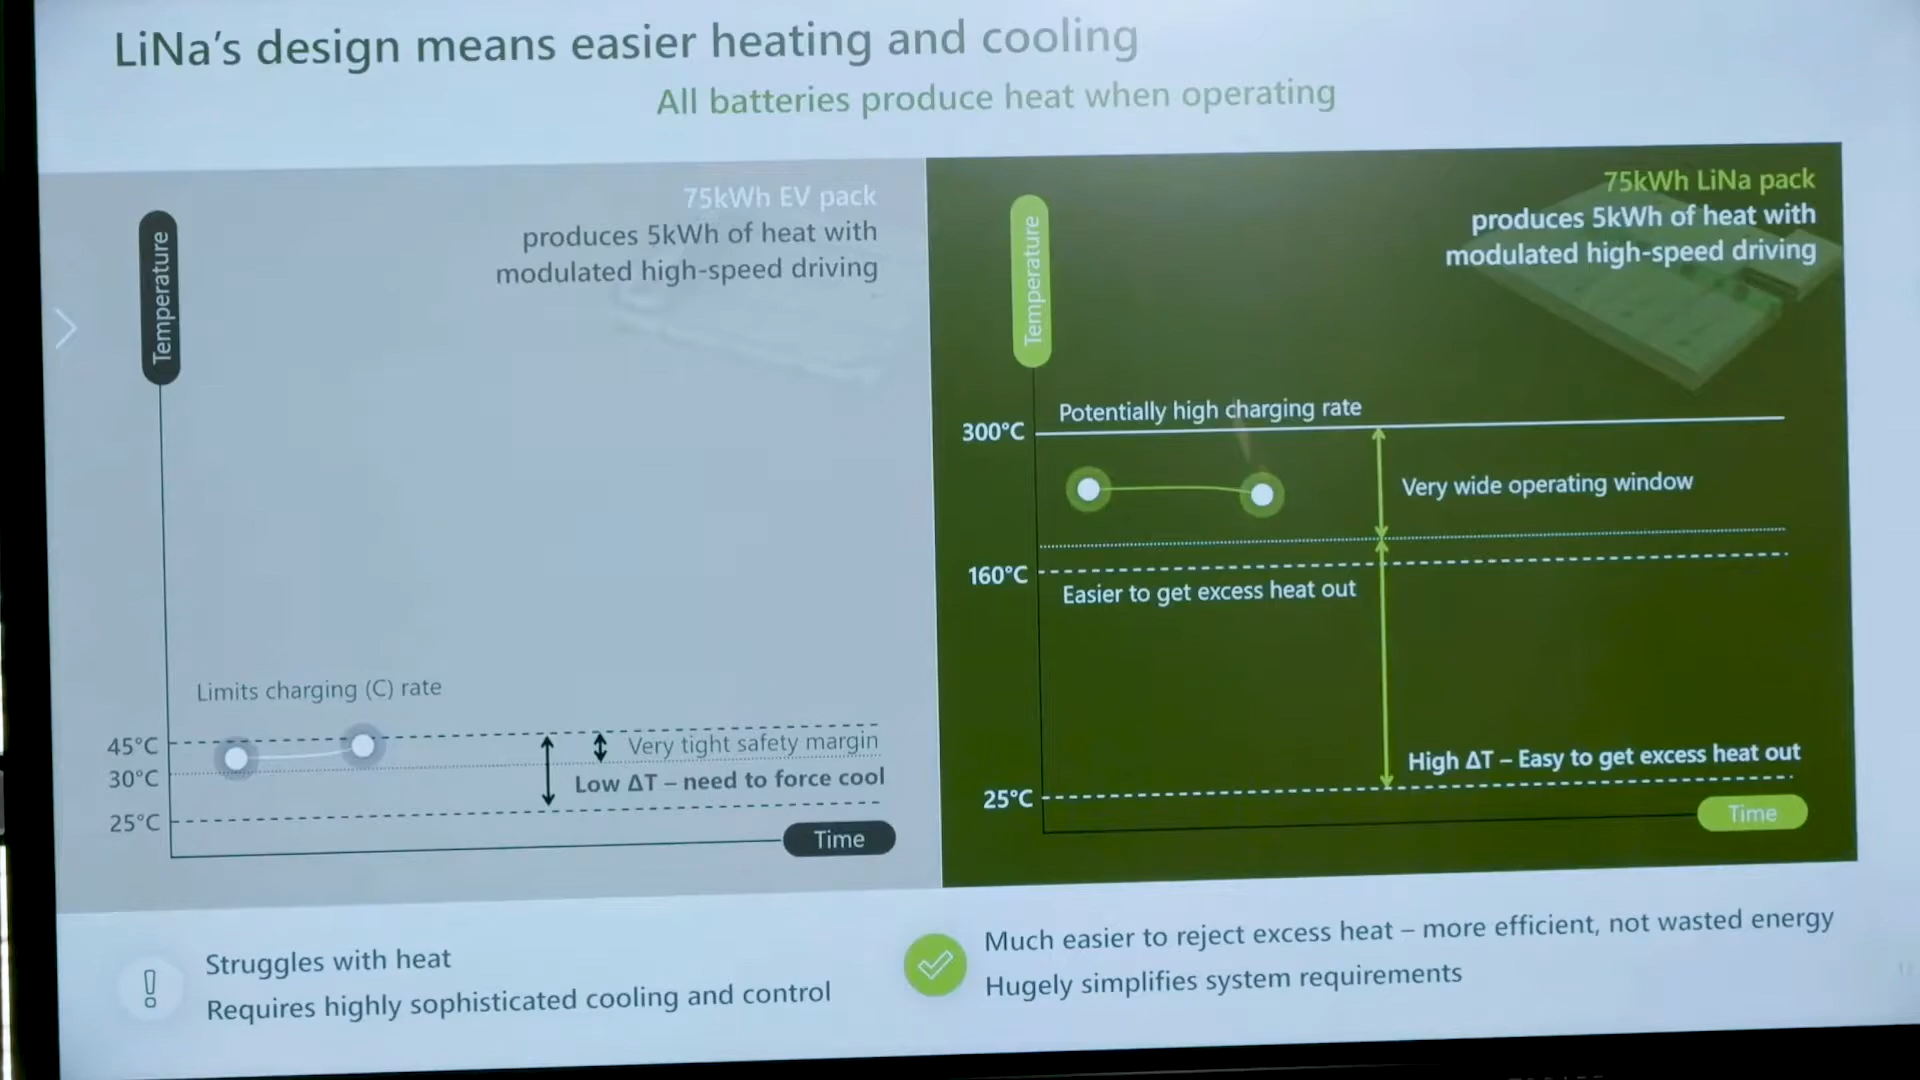 LiNa's design means easier heating and cooling
All batteries produce heat when operating
75kWh EV pack
produces 5kWh of heat with
modulated high-speed driving
Temperature
Limits charging (C) rate
45°C
30°C
25°C
Very tight safety margin
Low ΔT – need to force cool
Time
75kWh LiNa pack
produces 5kWh of heat with
modulated high-speed driving
Temperature
Potentially high charging rate
300°C
Very wide operating window
160°C
Easier to get excess heat out
High ΔT – Easy to get excess heat out
25°C
Time
Struggles with heat
Requires highly sophisticated cooling and control
Much easier to reject excess heat – more efficient, not wasted energy
Hugely simplifies system requirements